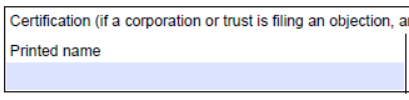 Certification (if a corporation or trust is filing an objection,
Printed name